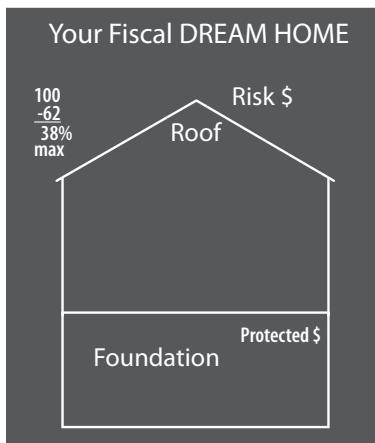 Your Fiscal DREAM HOME
100
-62
38%
max
Risk $
Roof
Protected $
Foundation